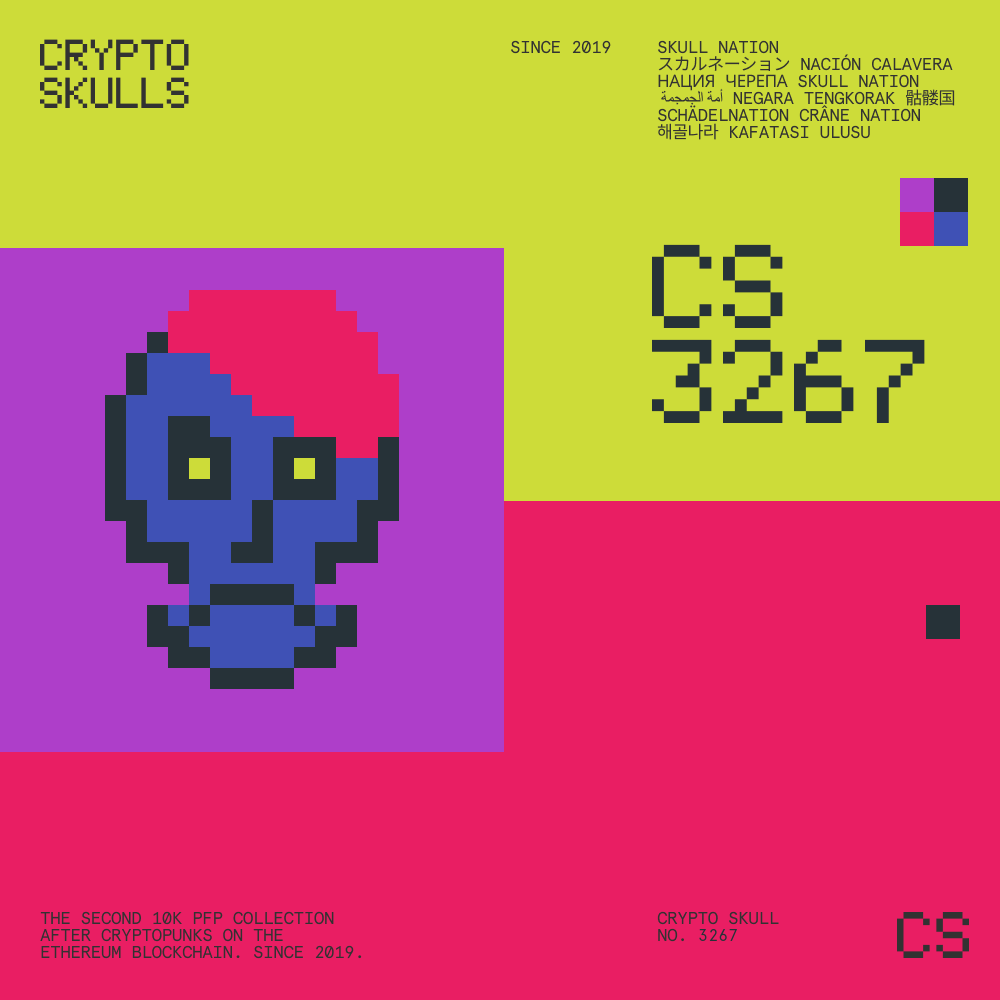 CRYPTO
SKULLS
SINCE 2019
SKULL NATION
スカルネーション NACIÓN CALAVERA
НАЦИЯ ЧЕРЕПА SKULL NATION
أمة الجمجمة NEGARA TENGKORAK 骷髅国
SCHÄDELNATION CRÂNE NATION
해골나라 KAFATASI ULUSU
CS
3267
THE SECOND 10K PFP COLLECTION
AFTER CRYPTOPUNKS ON THE
ETHEREUM BLOCKCHAIN. SINCE 2019.
CRYPTO SKULL
NO. 3267
CS